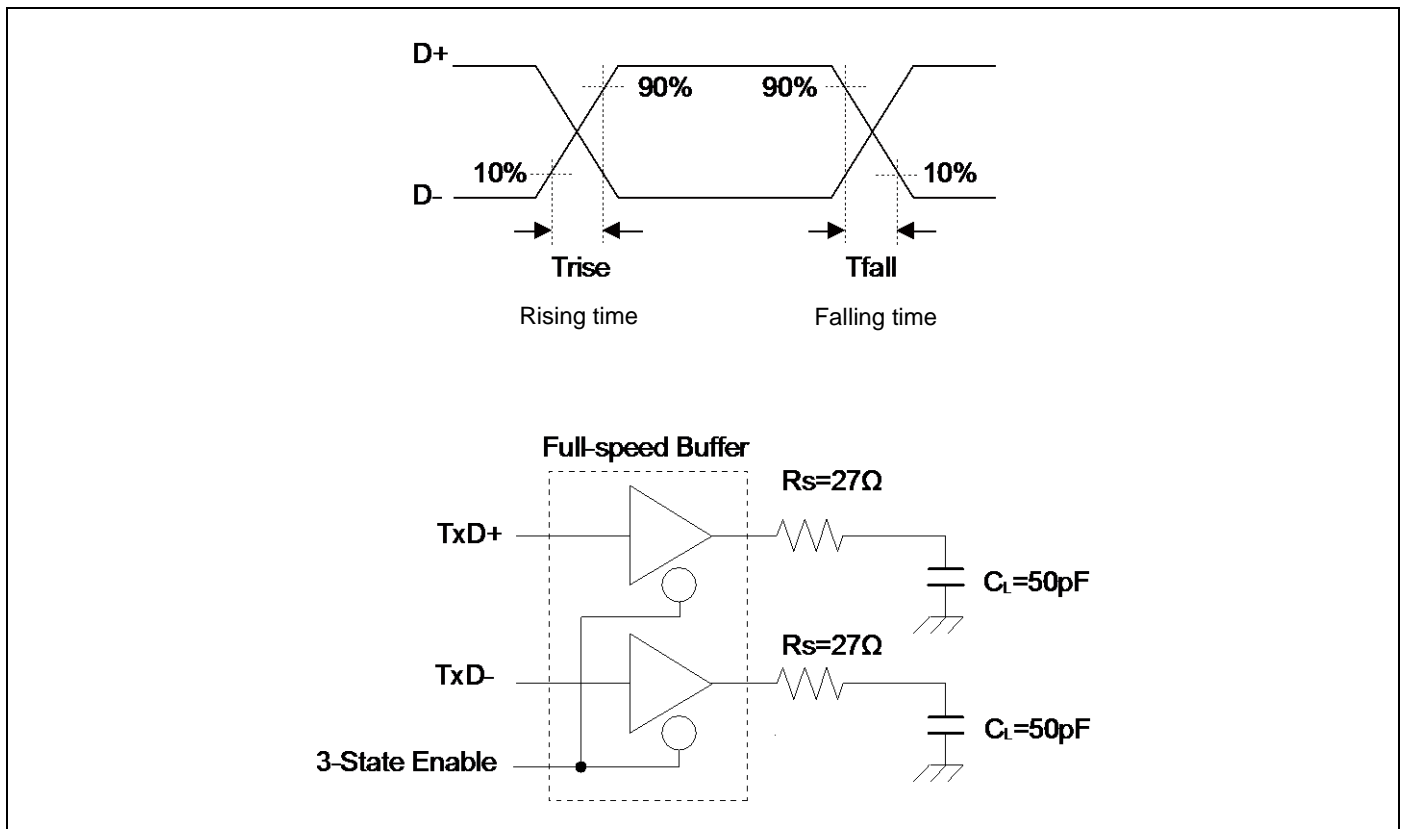 D+
90% 90%
10% 10%
D-
Trise Tfall
Rising time Falling time
Full-speed Buffer
Rs=27Ω
TxD+
CL=50pF
Rs=27Ω
TxD-
CL=50pF
3-State Enable